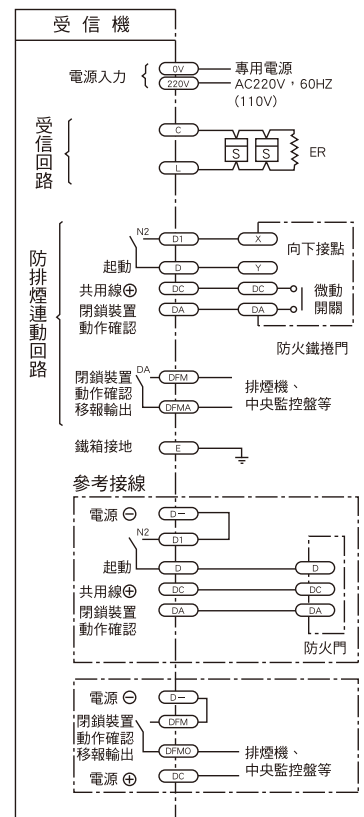 受信機
電源入力
0V
專用電源
220V
AC220V，60HZ
(110V)
受信回路
C
L
S
S
ER
防排煙連動回路
N2
D1
X
向下接點
起動
D
Y
共用線⊕
DC
DC
微動
開關
閉鎖裝置
動作確認
DA
DA
防火鐵捲門
DA
閉鎖裝置
動作確認
移報輸出
DFM
DFMA
排煙機、
中央監控盤等
鐵箱接地
E
參考接線
電源⊖
D－
N2
D1
起動
D
D
共用線⊕
DC
DC
閉鎖裝置
動作確認
DA
DA
防火門
電源⊖
D－
閉鎖裝置
動作確認
移報輸出
DFM
DFMO
排煙機、
中央監控盤等
電源⊕
DC